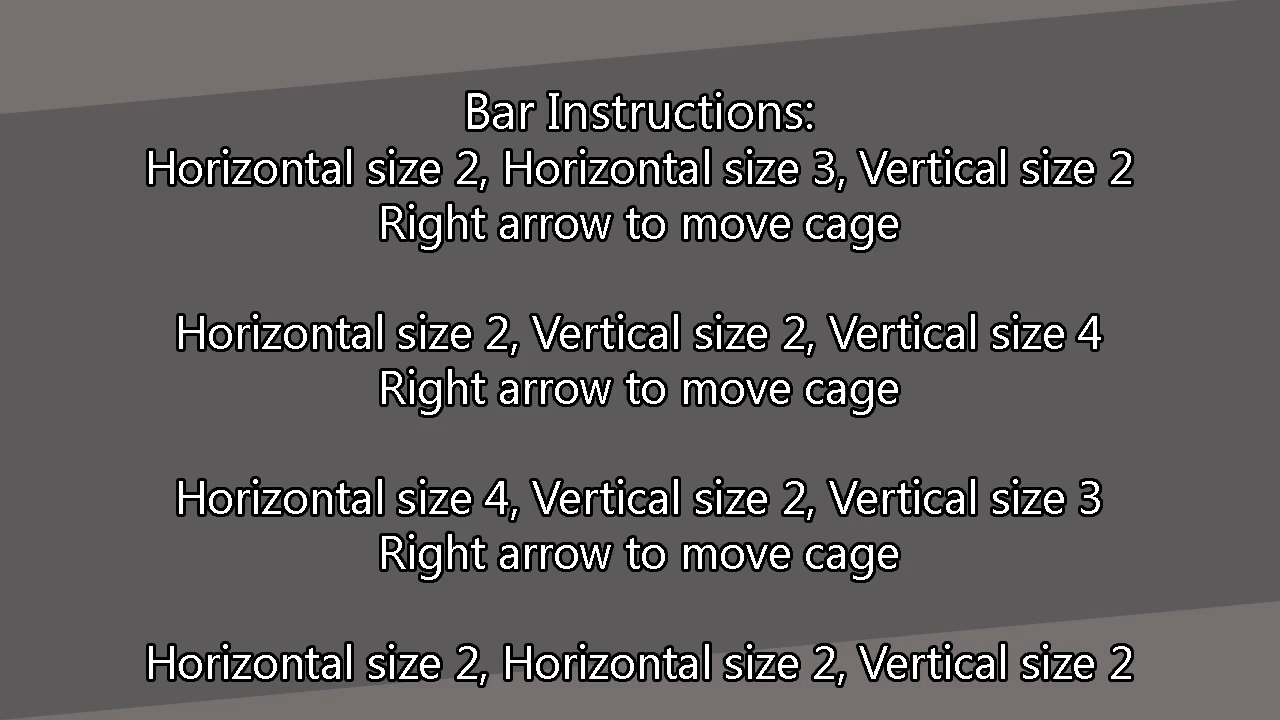 Bar Instructions:
Horizontal size 2, Horizontal size 3, Vertical size 2
Right arrow to move cage
Horizontal size 2, Vertical size 2, Vertical size 4
Right arrow to move cage
Horizontal size 4, Vertical size 2, Vertical size 3
Right arrow to move cage
Horizontal size 2, Horizontal size 2, Vertical size 2